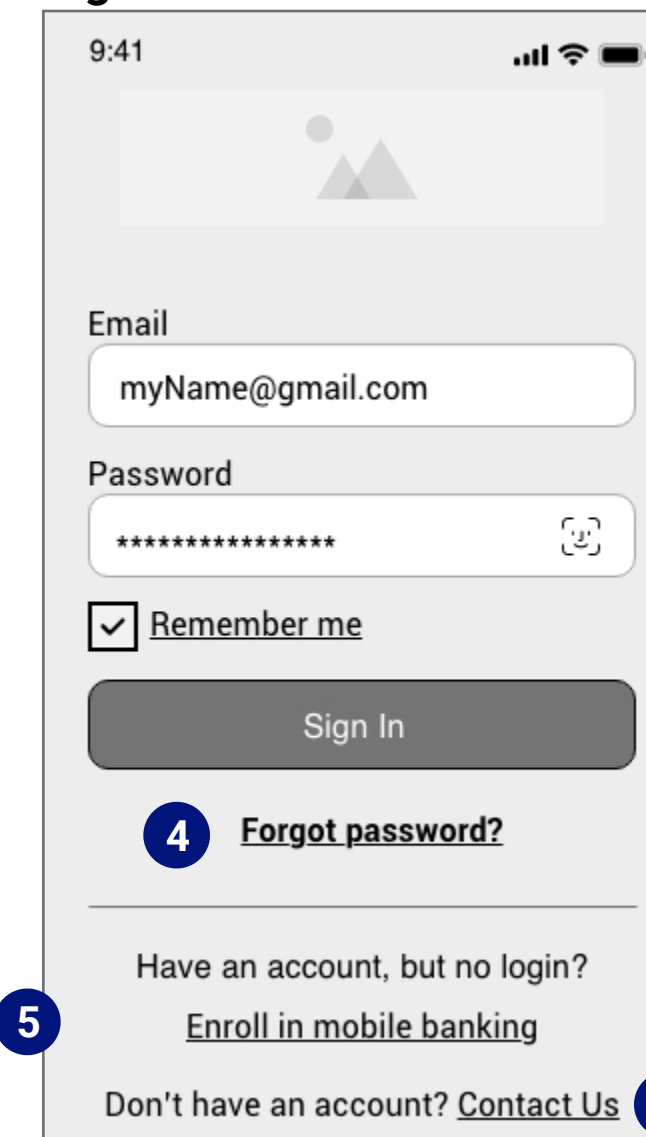 9:41
Email
myName@gmail.com
Password
****************
Remember me
Sign In
4 Forgot password?
Have an account, but no login?
5 Enroll in mobile banking
Don't have an account? Contact Us